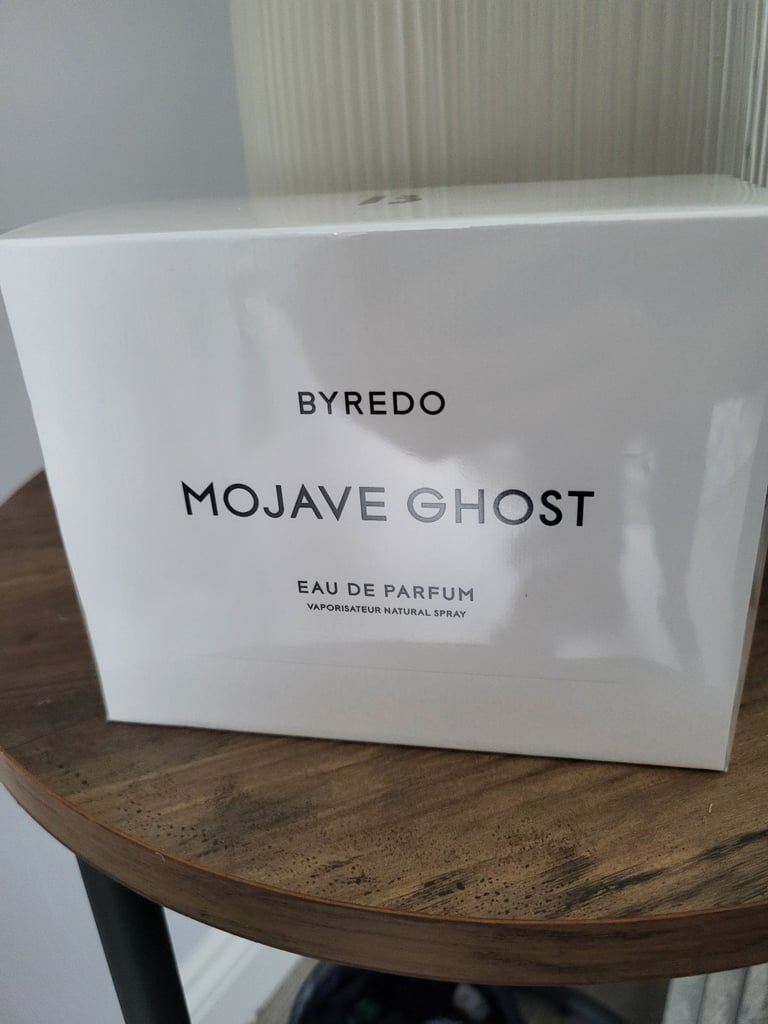 BYREDO
MOJAVE GHOST
EAU DE PARFUM
VAPORISATEUR NATURAL SPRAY